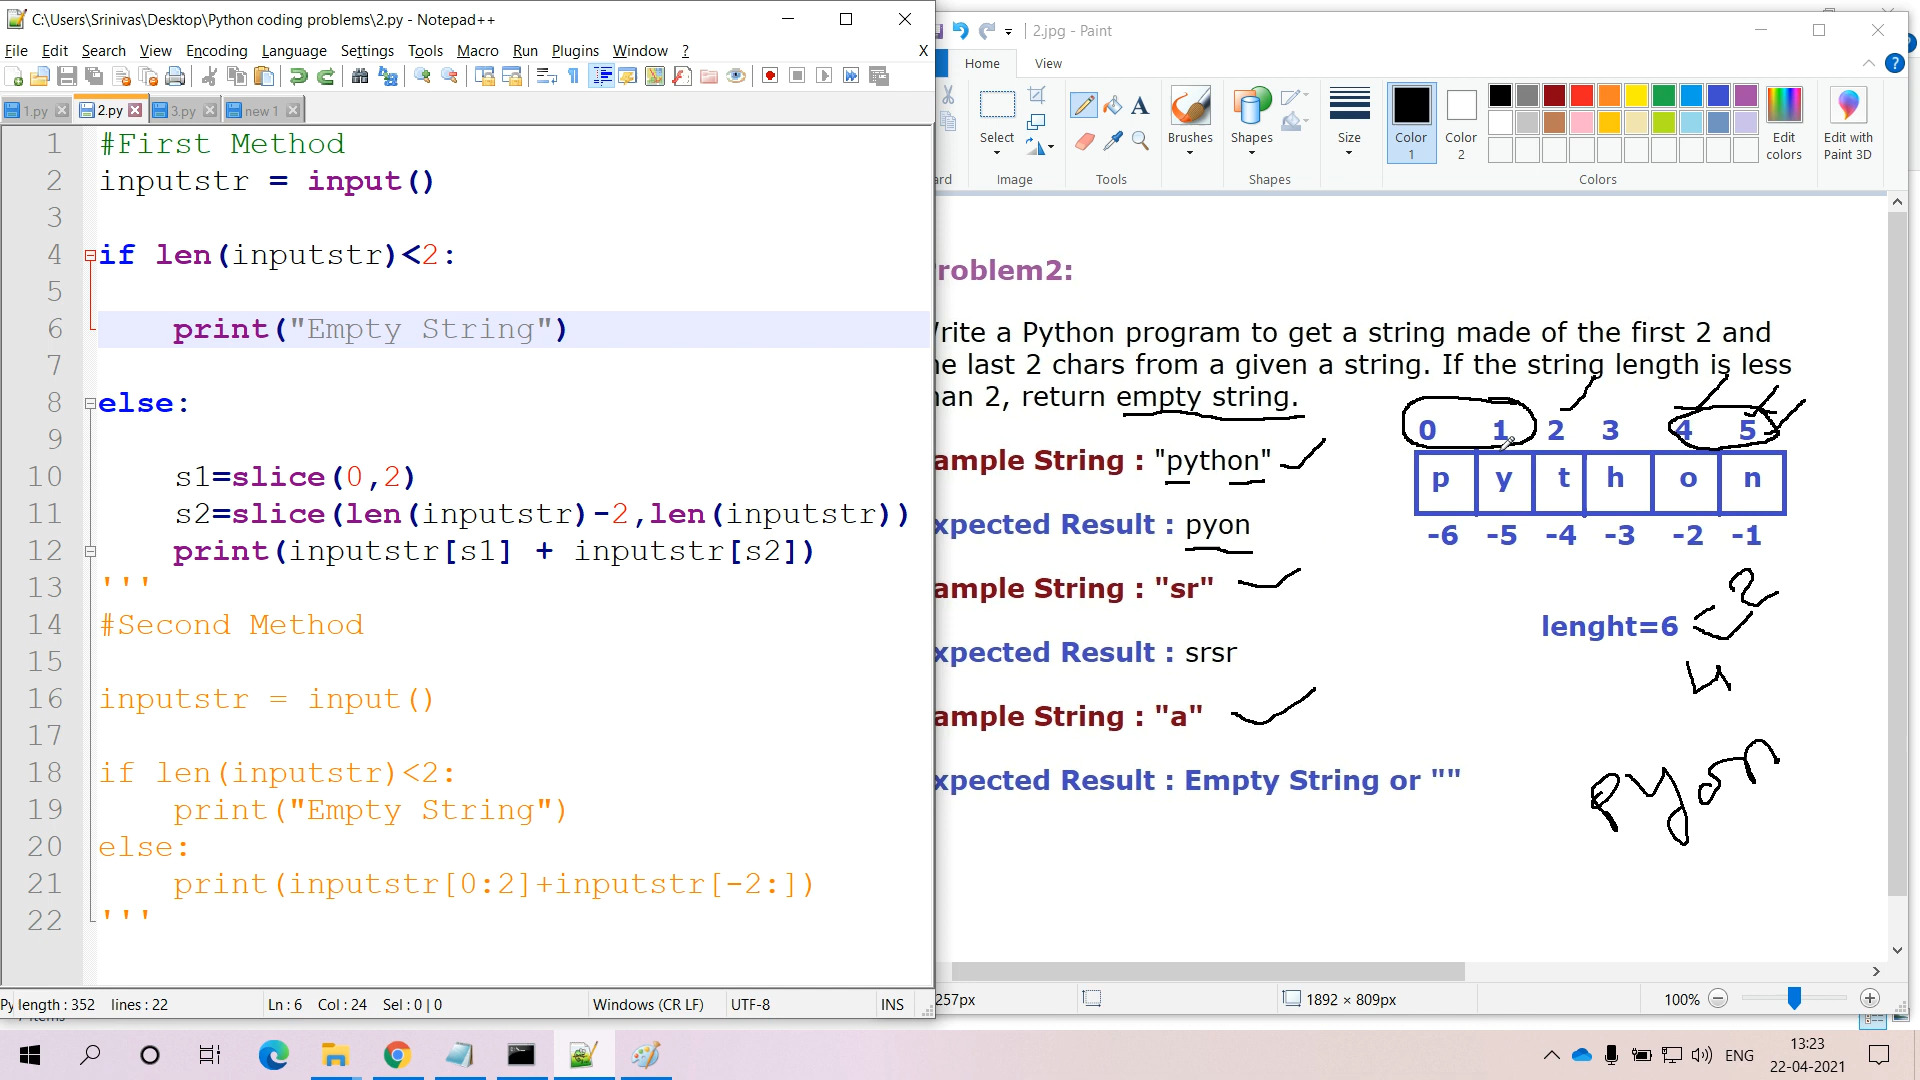 C:\Users\Srinivas\Desktop\Python coding problems\2.py - Notepad++
File Edit Search View Encoding Language Settings Tools Macro Run Plugins Window ? X
1.py 2.py 3.py new 1
1 #First Method
2 inputstr = input()
3
4 if len(inputstr)<2:
5
6 print("Empty String")
7
8 else:
9
10 s1=slice(0,2)
11 s2=slice(len(inputstr)-2,len(inputstr))
12 print(inputstr[s1] + inputstr[s2])
13 '''
14 #Second Method
15
16 inputstr = input()
17
18 if len(inputstr)<2:
19 print("Empty String")
20 else:
21 print(inputstr[0:2]+inputstr[-2:])
22 '''
Py length : 352 lines : 22 Ln : 6 Col : 24 Sel : 0 | 0 Windows (CR LF) UTF-8 INS
2.jpg - Paint
Home View
Select Brushes Shapes Size Color 1 Color 2 Edit colors Edit with Paint 3D
ard Image Tools Shapes Colors
roblem2:
rite a Python program to get a string made of the first 2 and
e last 2 chars from a given a string. If the string length is less
an 2, return empty string.
0 1 2 3 4 5
ample String : "python"
p y t h o n
xpected Result : pyon
-6 -5 -4 -3 -2 -1
ample String : "sr"
2
lenght=6
xpected Result : srsr
4
ample String : "a"
xpected Result : Empty String or ""
pyon
257px 1892 × 809px 100%
ENG
13:23
22-04-2021